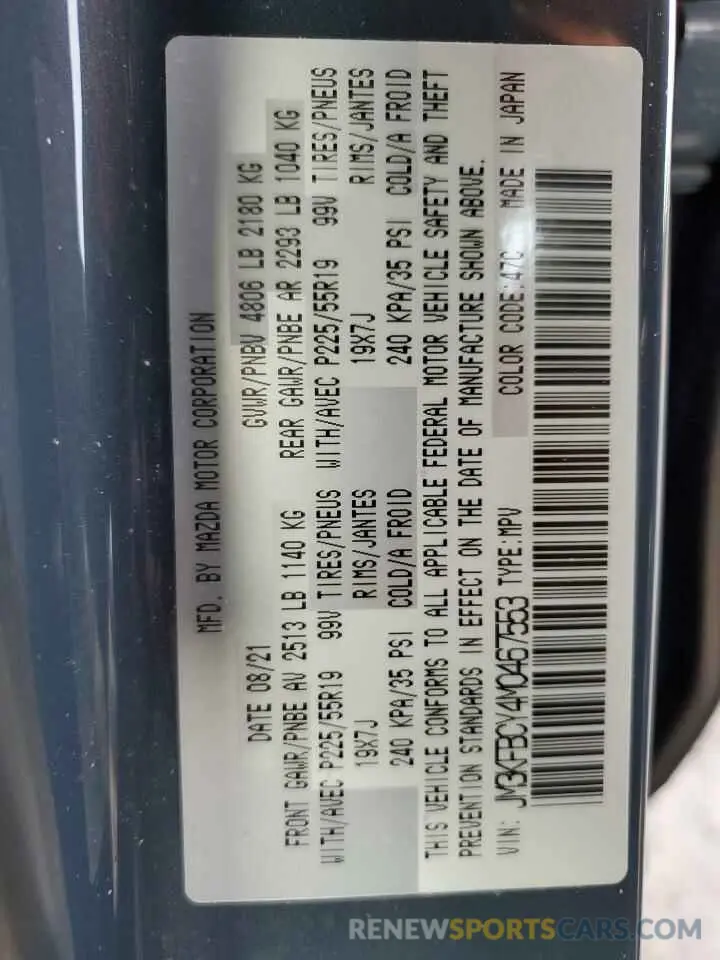 MFD. BY MAZDA MOTOR CORPORATION
DATE 08/21 GVWR/PNBV 4806 LB 2180 KG
FRONT GAWR/PNBE AV 2513 LB 1140 KG REAR GAWR/PNBE AR 2293 LB 1040 KG
WITH/AVEC P225/55R19 99V TIRES/PNEUS WITH/AVEC P225/55R19 99V TIRES/PNEUS
19X7J RIMS/JANTES 19X7J RIMS/JANTES
240 KPA/35 PSI COLD/A FROID 240 KPA/35 PSI COLD/A FROID
THIS VEHICLE CONFORMS TO ALL APPLICABLE FEDERAL MOTOR VEHICLE SAFETY AND THEFT
PREVENTION STANDARDS IN EFFECT ON THE DATE OF MANUFACTURE SHOWN ABOVE.
VIN: JM3KFBCY4M0467553 TYPE:MPV COLOR CODE:47C MADE IN JAPAN
RENEWSPORTSCARS.COM